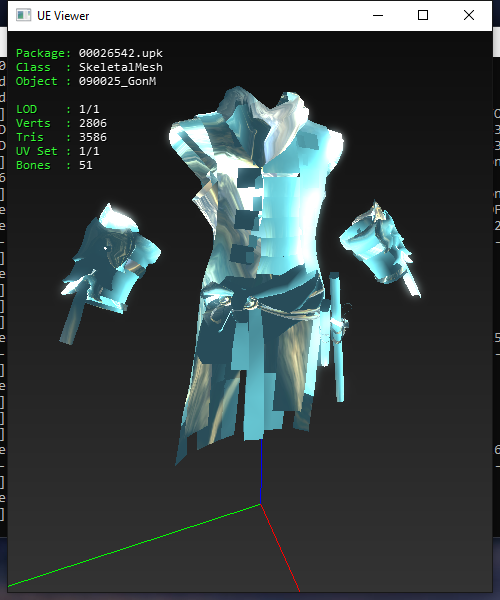 UE Viewer
Package: 00026542.upk
Class : SkeletalMesh
Object : 090025_GonM
LOD : 1/1
Verts : 2806
Tris : 3586
UV Set : 1/1
Bones : 51